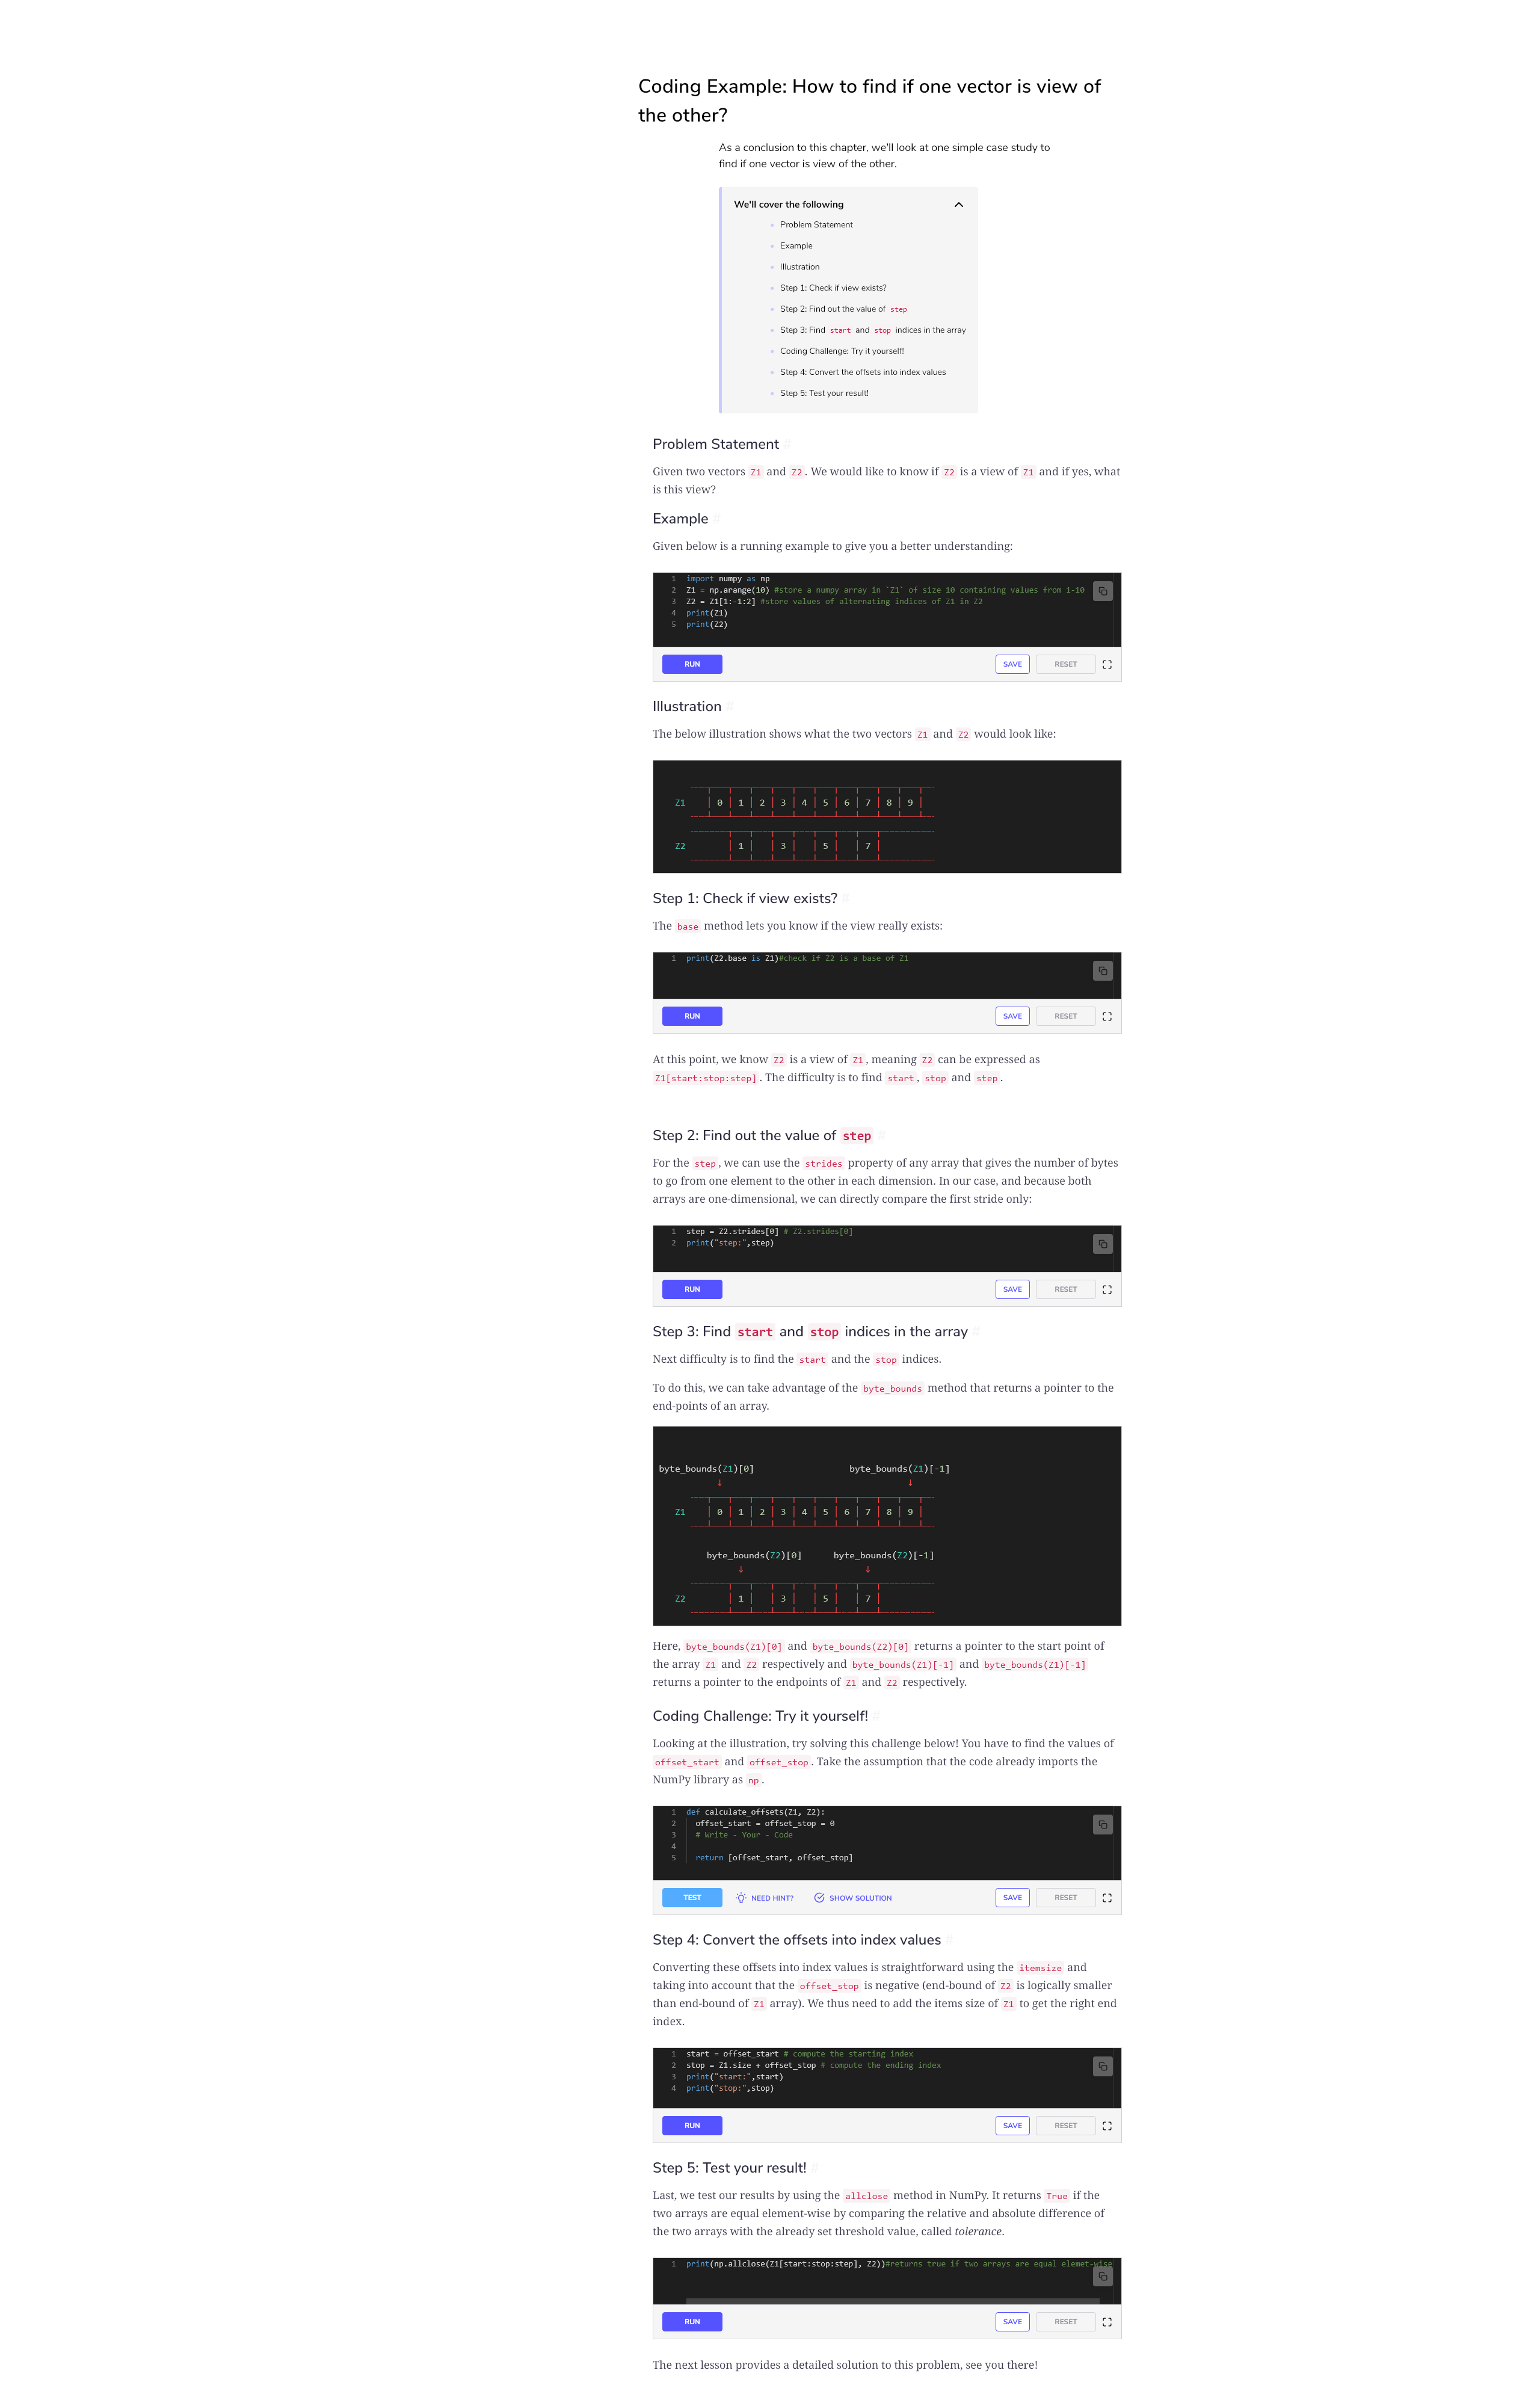 Coding Example: How to find if one vector is view of
the other?
As a conclusion to this chapter, we'll look at one simple case study to
find if one vector is view of the other.
We'll cover the following
Problem Statement
Example
Illustration
Step 1: Check if view exists?
Step 2: Find out the value of step
Step 3: Find start and stop indices in the array
Coding Challenge: Try it yourself!
Step 4: Convert the offsets into index values
Step 5: Test your result!
Problem Statement #
Given two vectors Z1 and Z2. We would like to know if Z2 is a view of Z1 and if yes, what
is this view?
Example #
Given below is a running example to give you a better understanding:
1 import numpy as np
2 Z1 = np.arange(10) #store a numpy array in `Z1` of size 10 containing values from 1-10
3 Z2 = Z1[1:-1:2] #store values of alternating indices of Z1 in Z2
4 print(Z1)
5 print(Z2)
RUN SAVE RESET
Illustration #
The below illustration shows what the two vectors Z1 and Z2 would look like:
Z1 0 1 2 3 4 5 6 7 8 9
Z2 1 3 5 7
Step 1: Check if view exists? #
The base method lets you know if the view really exists:
1 print(Z2.base is Z1)#check if Z2 is a base of Z1
RUN SAVE RESET
At this point, we know Z2 is a view of Z1, meaning Z2 can be expressed as
Z1[start:stop:step]. The difficulty is to find start, stop and step.
Step 2: Find out the value of step #
For the step, we can use the strides property of any array that gives the number of bytes
to go from one element to the other in each dimension. In our case, and because both
arrays are one-dimensional, we can directly compare the first stride only:
1 step = Z2.strides[0] # Z2.strides[0]
2 print("step:",step)
RUN SAVE RESET
Step 3: Find start and stop indices in the array #
Next difficulty is to find the start and the stop indices.
To do this, we can take advantage of the byte_bounds method that returns a pointer to the
end-points of an array.
byte_bounds(Z1)[0] byte_bounds(Z1)[-1]
↓ ↓
Z1 0 1 2 3 4 5 6 7 8 9
byte_bounds(Z2)[0] byte_bounds(Z2)[-1]
↓ ↓
Z2 1 3 5 7
Here, byte_bounds(Z1)[0] and byte_bounds(Z2)[0] returns a pointer to the start point of
the array Z1 and Z2 respectively and byte_bounds(Z1)[-1] and byte_bounds(Z1)[-1]
returns a pointer to the endpoints of Z1 and Z2 respectively.
Coding Challenge: Try it yourself! #
Looking at the illustration, try solving this challenge below! You have to find the values of
offset_start and offset_stop. Take the assumption that the code already imports the
NumPy library as np.
1 def calculate_offsets(Z1, Z2):
2 offset_start = offset_stop = 0
3 # Write - Your - Code
4
5 return [offset_start, offset_stop]
TEST NEED HINT? SHOW SOLUTION SAVE RESET
Step 4: Convert the offsets into index values #
Converting these offsets into index values is straightforward using the itemsize and
taking into account that the offset_stop is negative (end-bound of Z2 is logically smaller
than end-bound of Z1 array). We thus need to add the items size of Z1 to get the right end
index.
1 start = offset_start # compute the starting index
2 stop = Z1.size + offset_stop # compute the ending index
3 print("start:",start)
4 print("stop:",stop)
RUN SAVE RESET
Step 5: Test your result! #
Last, we test our results by using the allclose method in NumPy. It returns True if the
two arrays are equal element-wise by comparing the relative and absolute difference of
the two arrays with the already set threshold value, called tolerance.
1 print(np.allclose(Z1[start:stop:step], Z2))#returns true if two arrays are equal elemet-wise
RUN SAVE RESET
The next lesson provides a detailed solution to this problem, see you there!